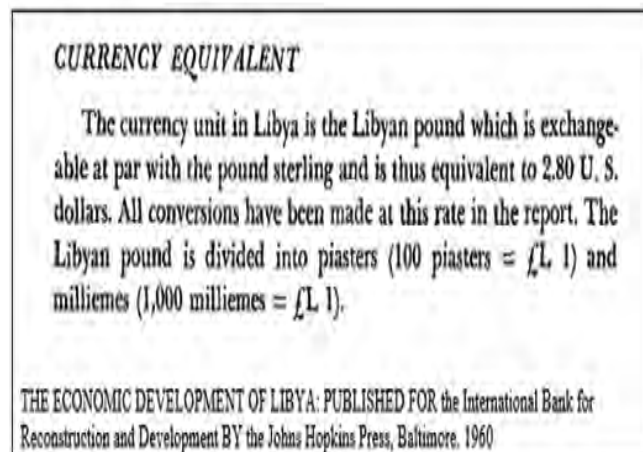 CURRENCY EQUIVALENT
The currency unit in Libya is the Libyan pound which is exchange-
able at par with the pound sterling and is thus equivalent to 2.80 U. S.
dollars. All conversions have been made at this rate in the report. The
Libyan pound is divided into piasters (100 piasters = £L 1) and
milliemes (1,000 milliemes = £L 1).
THE ECONOMIC DEVELOPMENT OF LIBYA: PUBLISHED FOR the International Bank for
Reconstruction and Development BY the Johns Hopkins Press, Baltimore. 1960